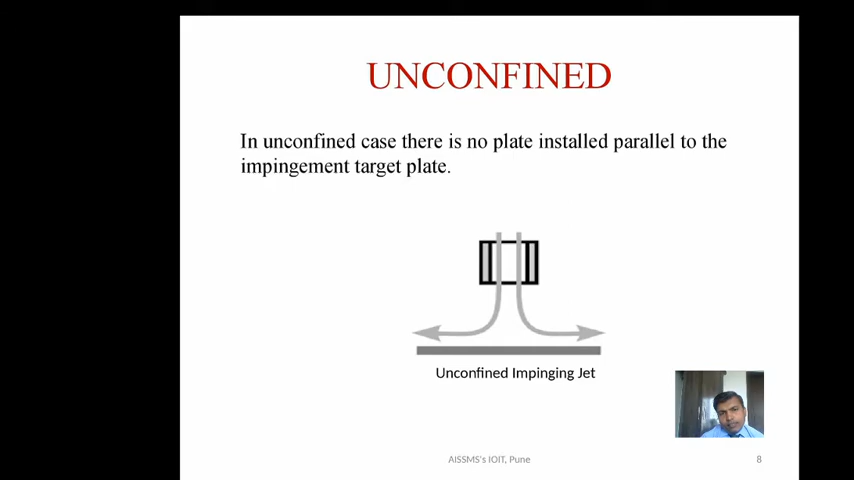 UNCONFINED
In unconfined case there is no plate installed parallel to the
impingement target plate.
Unconfined Impinging Jet
AISSMS's IOIT, Pune
8